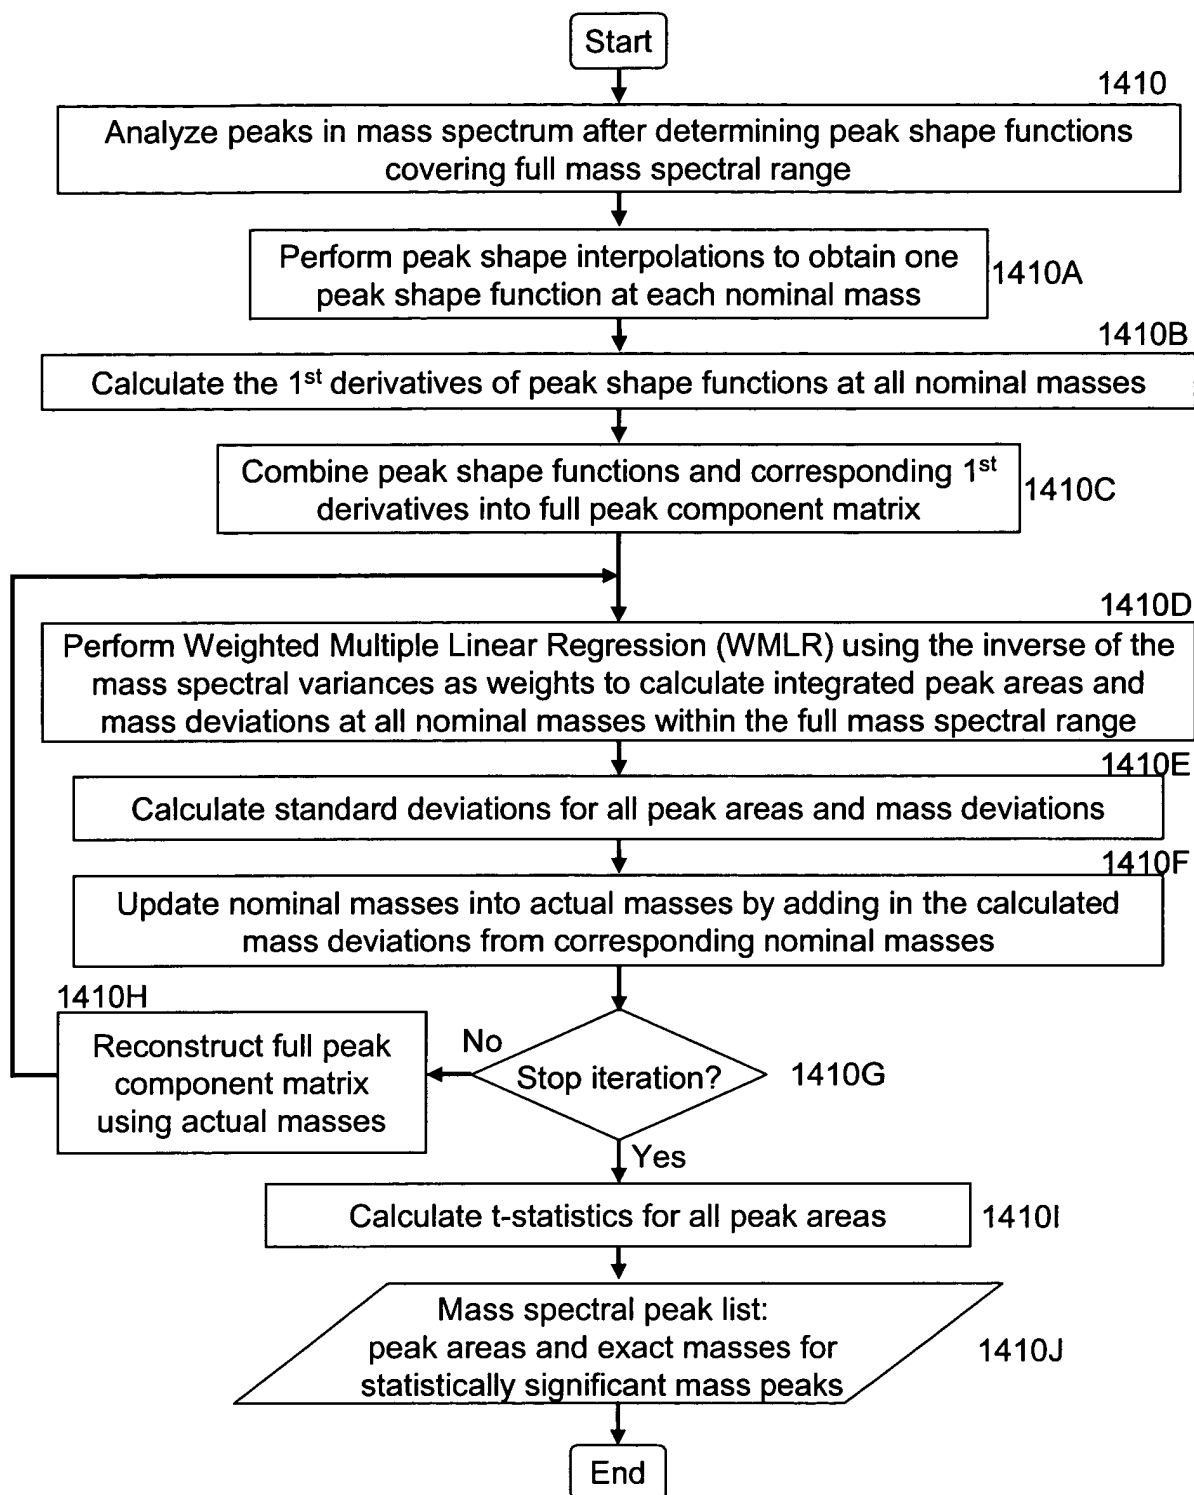 Start
1410
Analyze peaks in mass spectrum after determining peak shape functions
covering full mass spectral range
Perform peak shape interpolations to obtain one
peak shape function at each nominal mass
1410A
1410B
Calculate the 1st derivatives of peak shape functions at all nominal masses
Combine peak shape functions and corresponding 1st
derivatives into full peak component matrix
1410C
1410D
Perform Weighted Multiple Linear Regression (WMLR) using the inverse of the
mass spectral variances as weights to calculate integrated peak areas and
mass deviations at all nominal masses within the full mass spectral range
1410E
Calculate standard deviations for all peak areas and mass deviations
1410F
Update nominal masses into actual masses by adding in the calculated
mass deviations from corresponding nominal masses
1410H
Reconstruct full peak
component matrix
using actual masses
No
Stop iteration?
1410G
Yes
Calculate t-statistics for all peak areas
1410I
Mass spectral peak list:
peak areas and exact masses for
statistically significant mass peaks
1410J
End